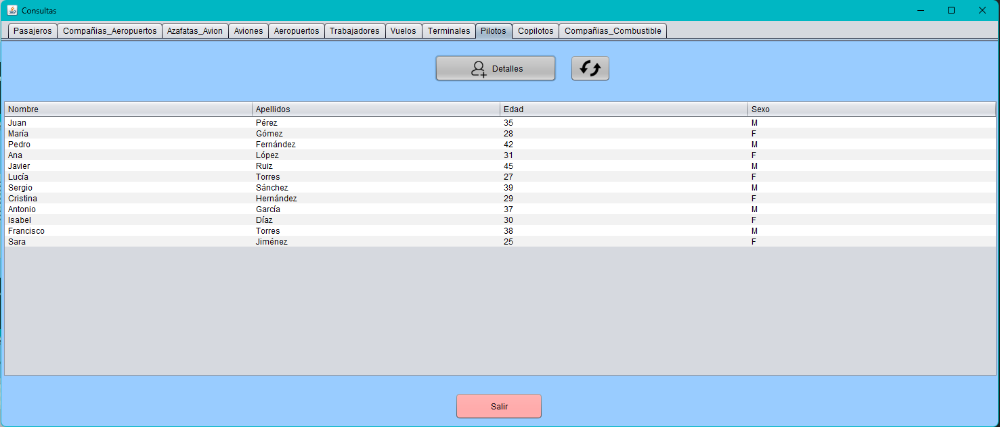 Consultas
Pasajeros Compañias_Aeropuertos Azafatas_Avion Aviones Aeropuertos Trabajadores Vuelos Terminales Pilotos Copilotos Compañias_Combustible
Detalles
Nombre Apellidos Edad Sexo
Juan Pérez 35 M
María Gómez 28 F
Pedro Fernández 42 M
Ana López 31 F
Javier Ruiz 45 M
Lucía Torres 27 F
Sergio Sánchez 39 M
Cristina Hernández 29 F
Antonio García 37 M
Isabel Díaz 30 F
Francisco Torres 38 M
Sara Jiménez 25 F
Salir